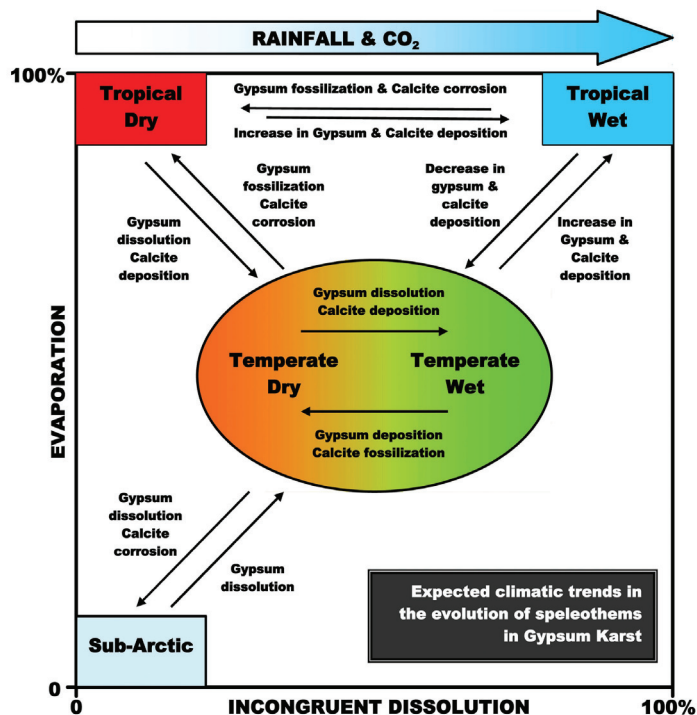 RAINFALL & CO₂
100%
Tropical
Dry
Gypsum fossilization & Calcite corrosion
Increase in Gypsum & Calcite deposition
Tropical
Wet
Gypsum
fossilization
Calcite
corrosion
Decrease in
gypsum &
calcite
deposition
Gypsum
dissolution
Calcite
deposition
Increase in
Gypsum &
Calcite
deposition
Gypsum dissolution
Calcite deposition
Temperate
Dry
Temperate
Wet
Gypsum deposition
Calcite fossilization
EVAPORATION
Gypsum
dissolution
Calcite
corrosion
Gypsum
dissolution
Expected climatic trends in
the evolution of speleothems
in Gypsum Karst
Sub-Arctic
0
0
INCONGRUENT DISSOLUTION
100%